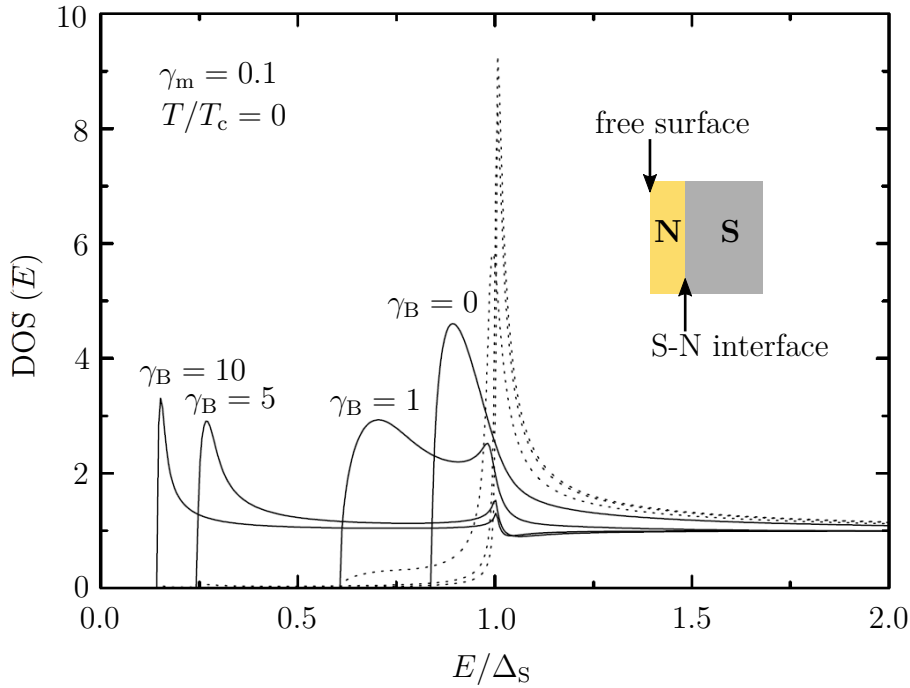 10
8
6
4
2
0
DOS (E)
γm = 0.1
T/Tc = 0
free surface
N S
S-N interface
γB = 0
γB = 10
γB = 5
γB = 1
0.0 0.5 1.0 1.5 2.0
E/ΔS